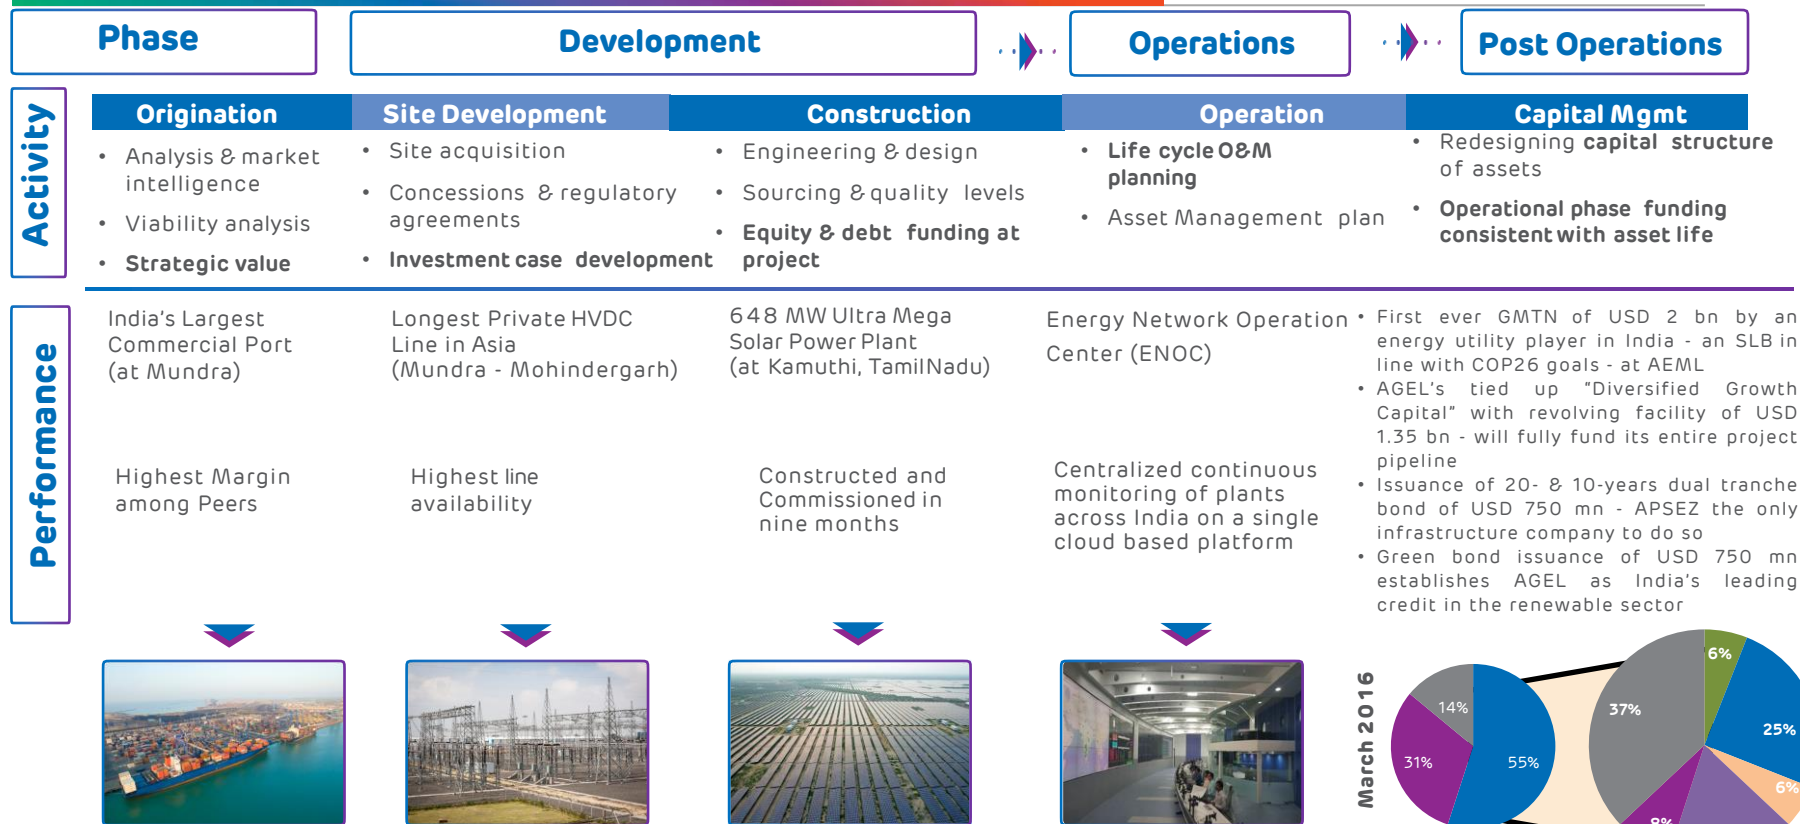 Phase
Development
Operations
Post Operations
Activity
Origination
Site Development
Construction
Operation
Capital Mgmt
• Analysis & market
intelligence
• Viability analysis
• Strategic value
• Site acquisition
• Concessions & regulatory
agreements
• Investment case development
• Engineering & design
• Sourcing & quality levels
• Equity & debt funding at
project
• Life cycle O&M
planning
• Asset Management plan
• Redesigning capital structure
of assets
• Operational phase funding
consistent with asset life
Performance
India's Largest
Commercial Port
(at Mundra)
Highest Margin
among Peers
Longest Private HVDC
Line in Asia
(Mundra - Mohindergarh)
Highest line
availability
648 MW Ultra Mega
Solar Power Plant
(at Kamuthi, TamilNadu)
Constructed and
Commissioned in
nine months
Energy Network Operation
Center (ENOC)
Centralized continuous
monitoring of plants
across India on a single
cloud based platform
• First ever GMTN of USD 2 bn by an
energy utility player in India - an SLB in
line with COP26 goals - at AEML
• AGEL's tied up "Diversified Growth
Capital" with revolving facility of USD
1.35 bn - will fully fund its entire project
pipeline
• Issuance of 20- & 10-years dual tranche
bond of USD 750 mn - APSEZ the only
infrastructure company to do so
• Green bond issuance of USD 750 mn
establishes AGEL as India's leading
credit in the renewable sector
March 2016
14%
31%
55%
6%
37%
25%
6%
8%